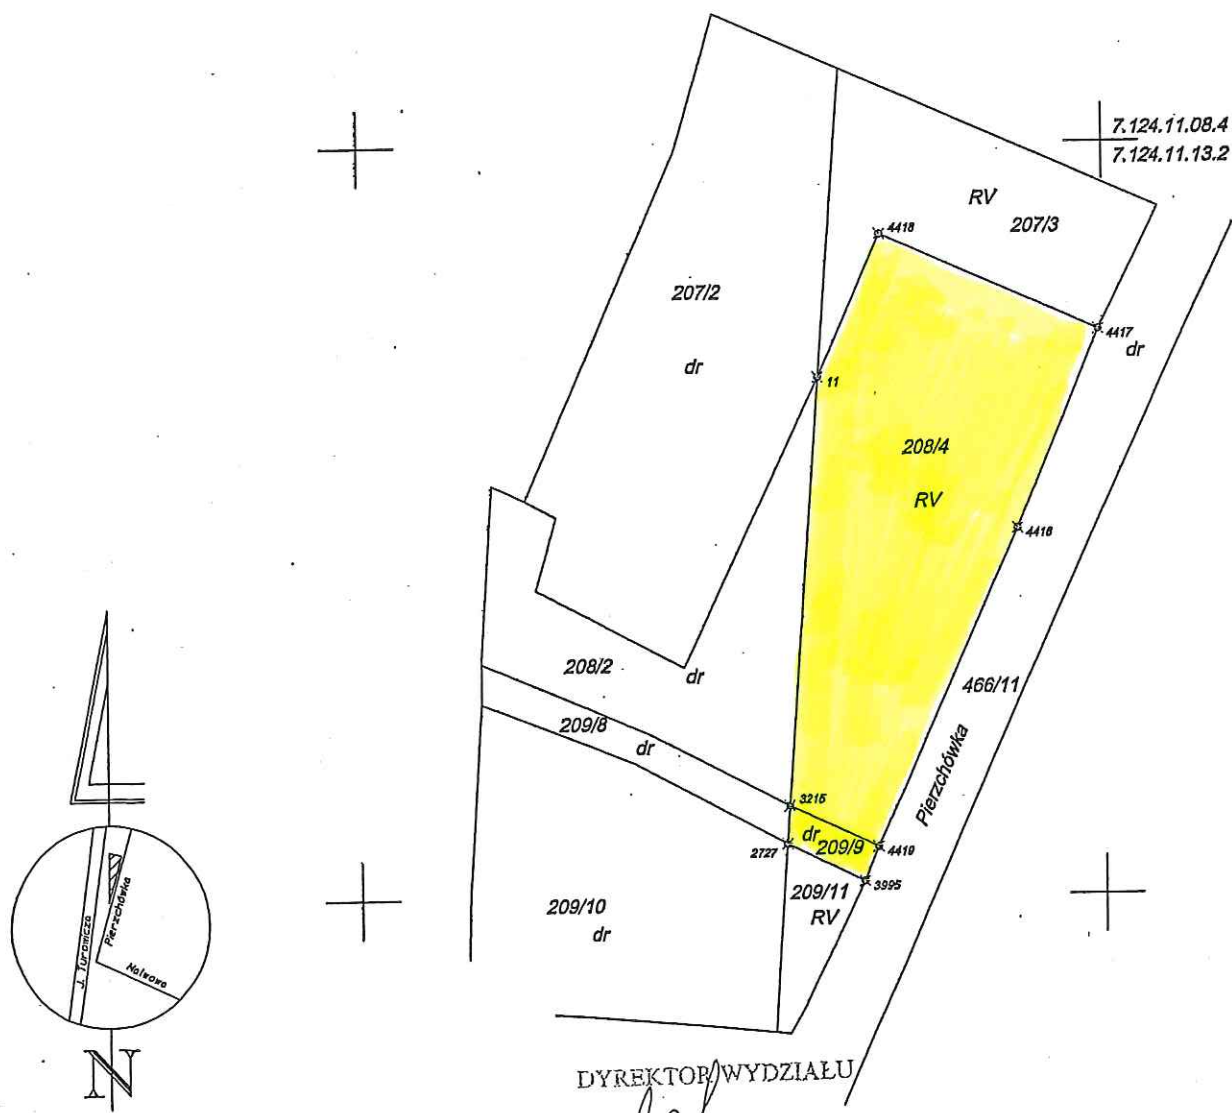 7.124.11.08.4
7.124.11.13.2
RV
207/3
4418
207/2
4417
dr
dr
11
208/4
RV
4416
208/2
dr
466/11
209/8
dr
Pierzchówka
3215
dr
209/9
4419
2727
3995
209/11
RV
209/10
dr
J. Turowicza
Pierzchówka
N
DYREKTOR WYDZIAŁU